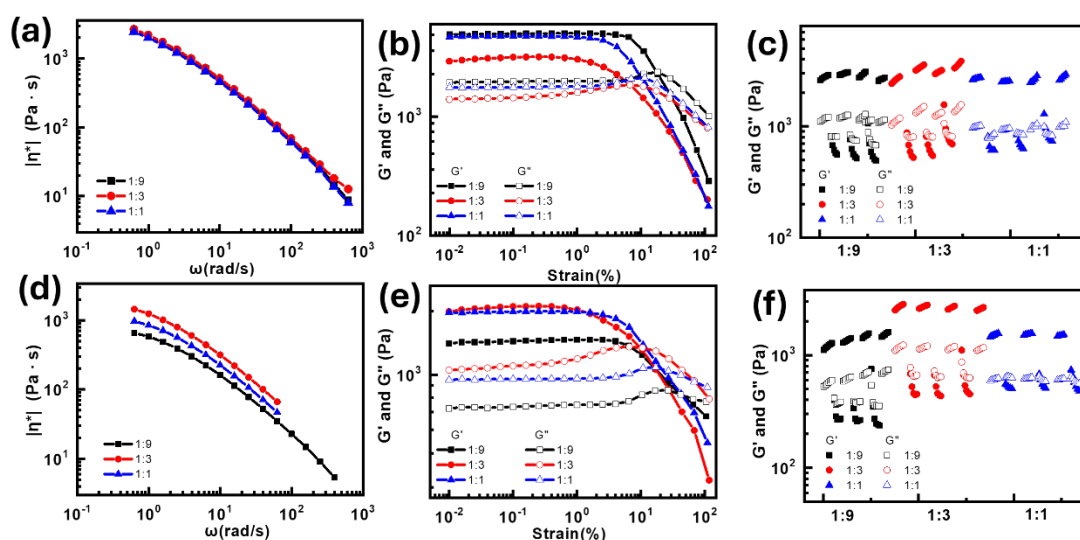 (a)
|η*| (Pa · s)
10³
10²
10¹
1:9
1:3
1:1
10⁻¹ 10⁰ 10¹ 10² 10³
ω(rad/s)
(b)
G' and G'' (Pa)
10³
10²
G' G''
1:9 1:9
1:3 1:3
1:1 1:1
10⁻² 10⁻¹ 10⁰ 10¹ 10²
Strain(%)
(c)
G' and G'' (Pa)
10³
10²
G' G''
1:9 1:9
1:3 1:3
1:1 1:1
1:9 1:3 1:1
(d)
|η*| (Pa · s)
10³
10²
10¹
1:9
1:3
1:1
10⁻¹ 10⁰ 10¹ 10² 10³
ω(rad/s)
(e)
G' and G'' (Pa)
10³
G' G''
1:9 1:9
1:3 1:3
1:1 1:1
10⁻² 10⁻¹ 10⁰ 10¹ 10²
Strain(%)
(f)
G' and G'' (Pa)
10³
10²
G' G''
1:9 1:9
1:3 1:3
1:1 1:1
1:9 1:3 1:1